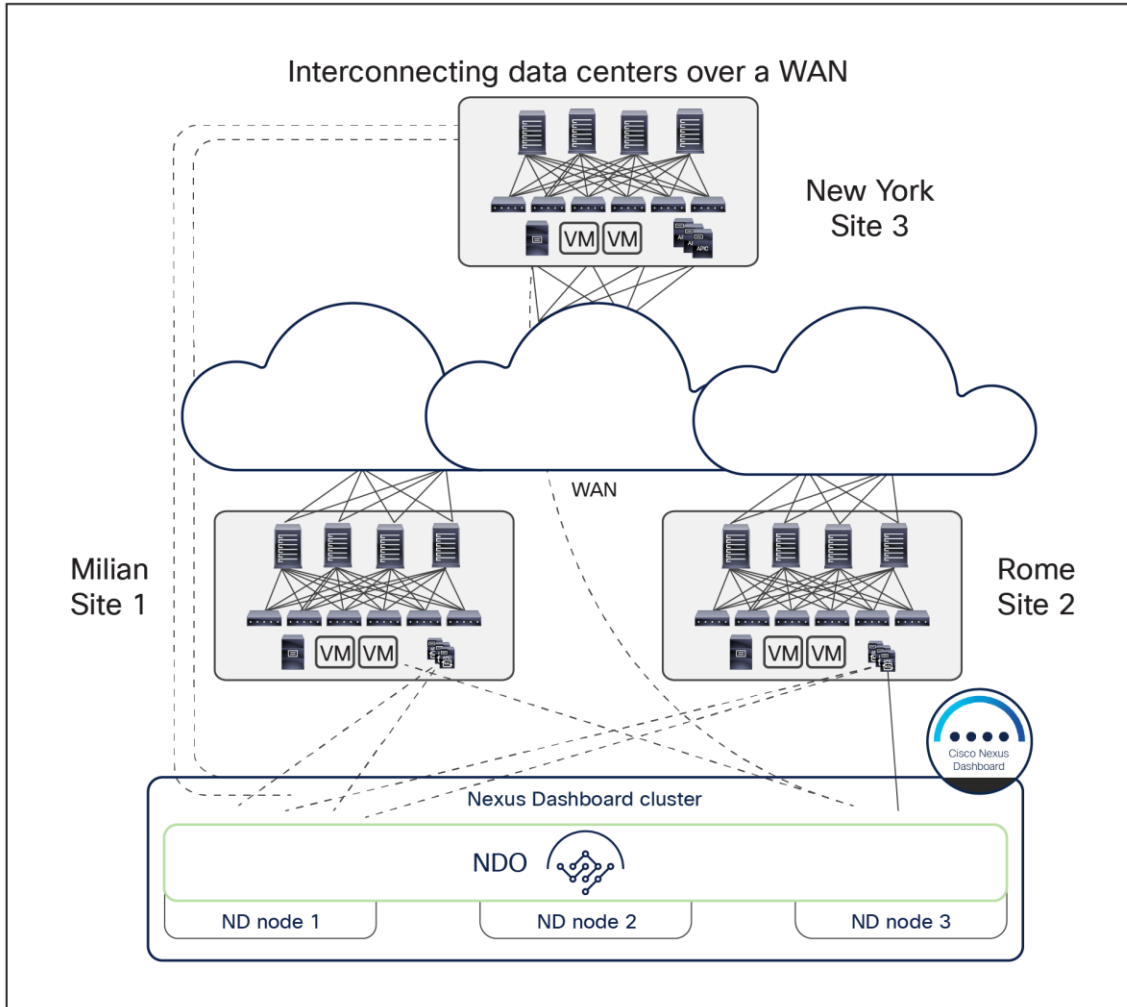 Interconnecting data centers over a WAN
New York
Site 3
VM VM
APIC
WAN
Milian
Site 1
Rome
Site 2
VM VM
VM VM
Cisco Nexus
Dashboard
Nexus Dashboard cluster
NDO
ND node 1
ND node 2
ND node 3